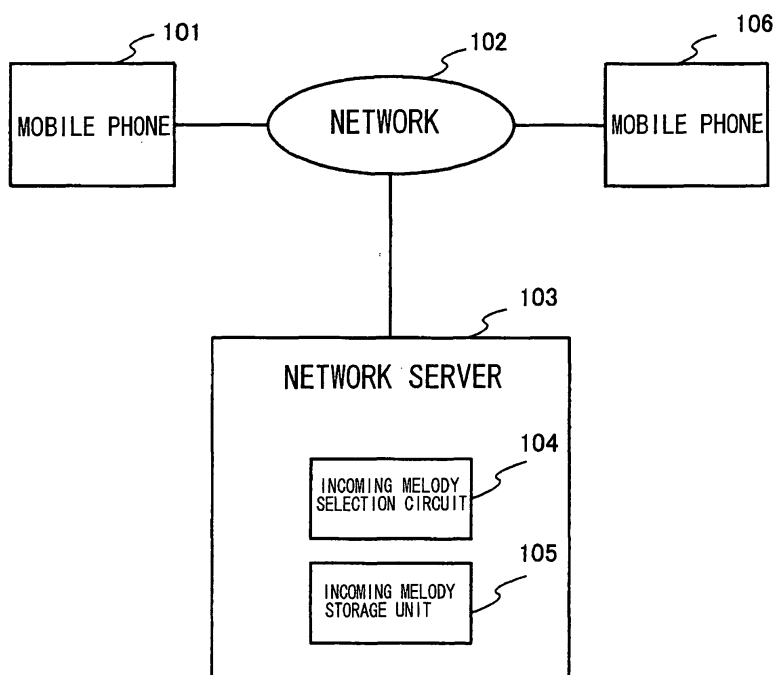 101
102
106
MOBILE PHONE
NETWORK
MOBILE PHONE
103
NETWORK SERVER
104
INCOMING MELODY
SELECTION CIRCUIT
105
INCOMING MELODY
STORAGE UNIT